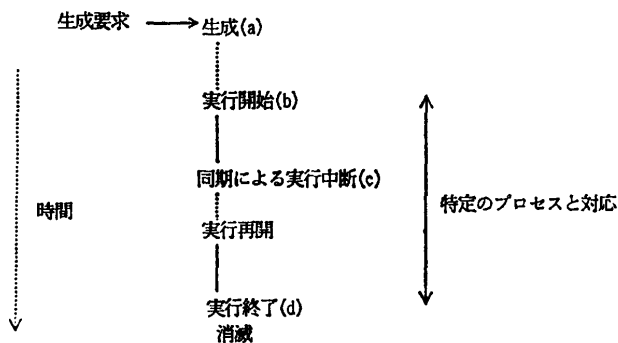 生成要求
生成(a)
実行開始(b)
同期による実行中断(c)
特定のプロセスと対応
時間
実行再開
実行終了(d)
消滅